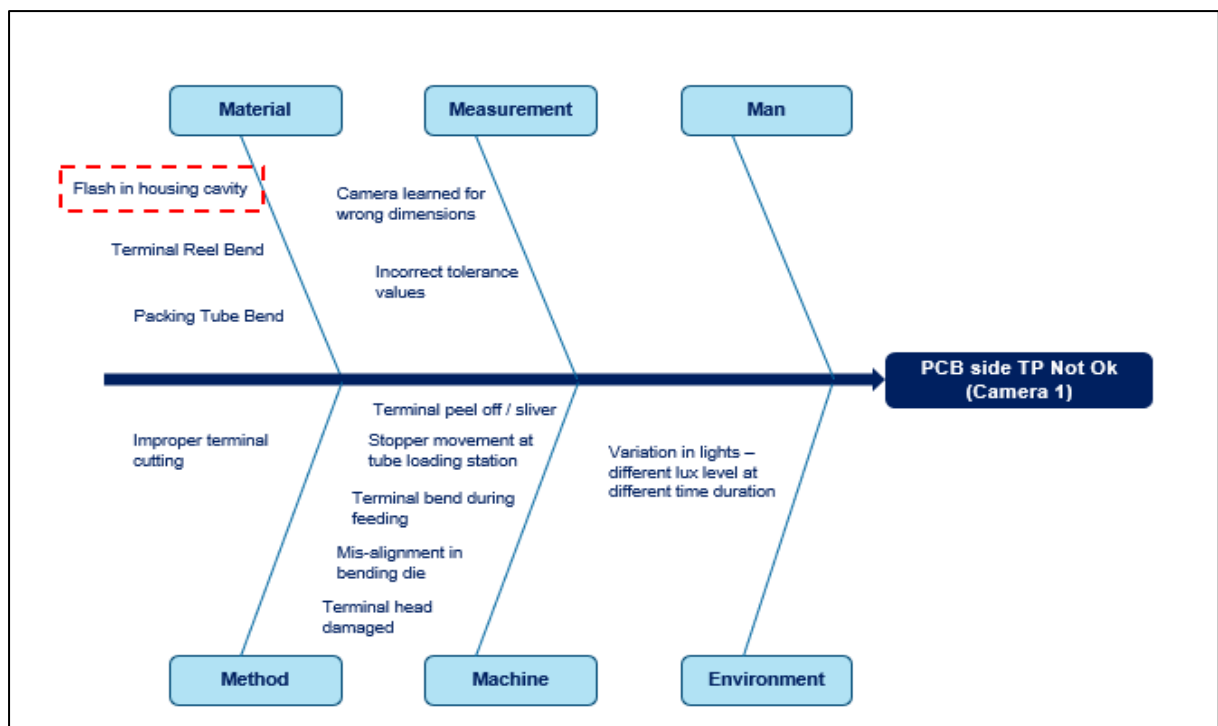 Material
Measurement
Man
Flash in housing cavity
Terminal Reel Bend
Packing Tube Bend
Camera learned for
wrong dimensions
Incorrect tolerance
values
PCB side TP Not Ok
(Camera 1)
Improper terminal
cutting
Terminal peel off / sliver
Stopper movement at
tube loading station
Terminal bend during
feeding
Mis-alignment in
bending die
Terminal head
damaged
Variation in lights –
different lux level at
different time duration
Method
Machine
Environment